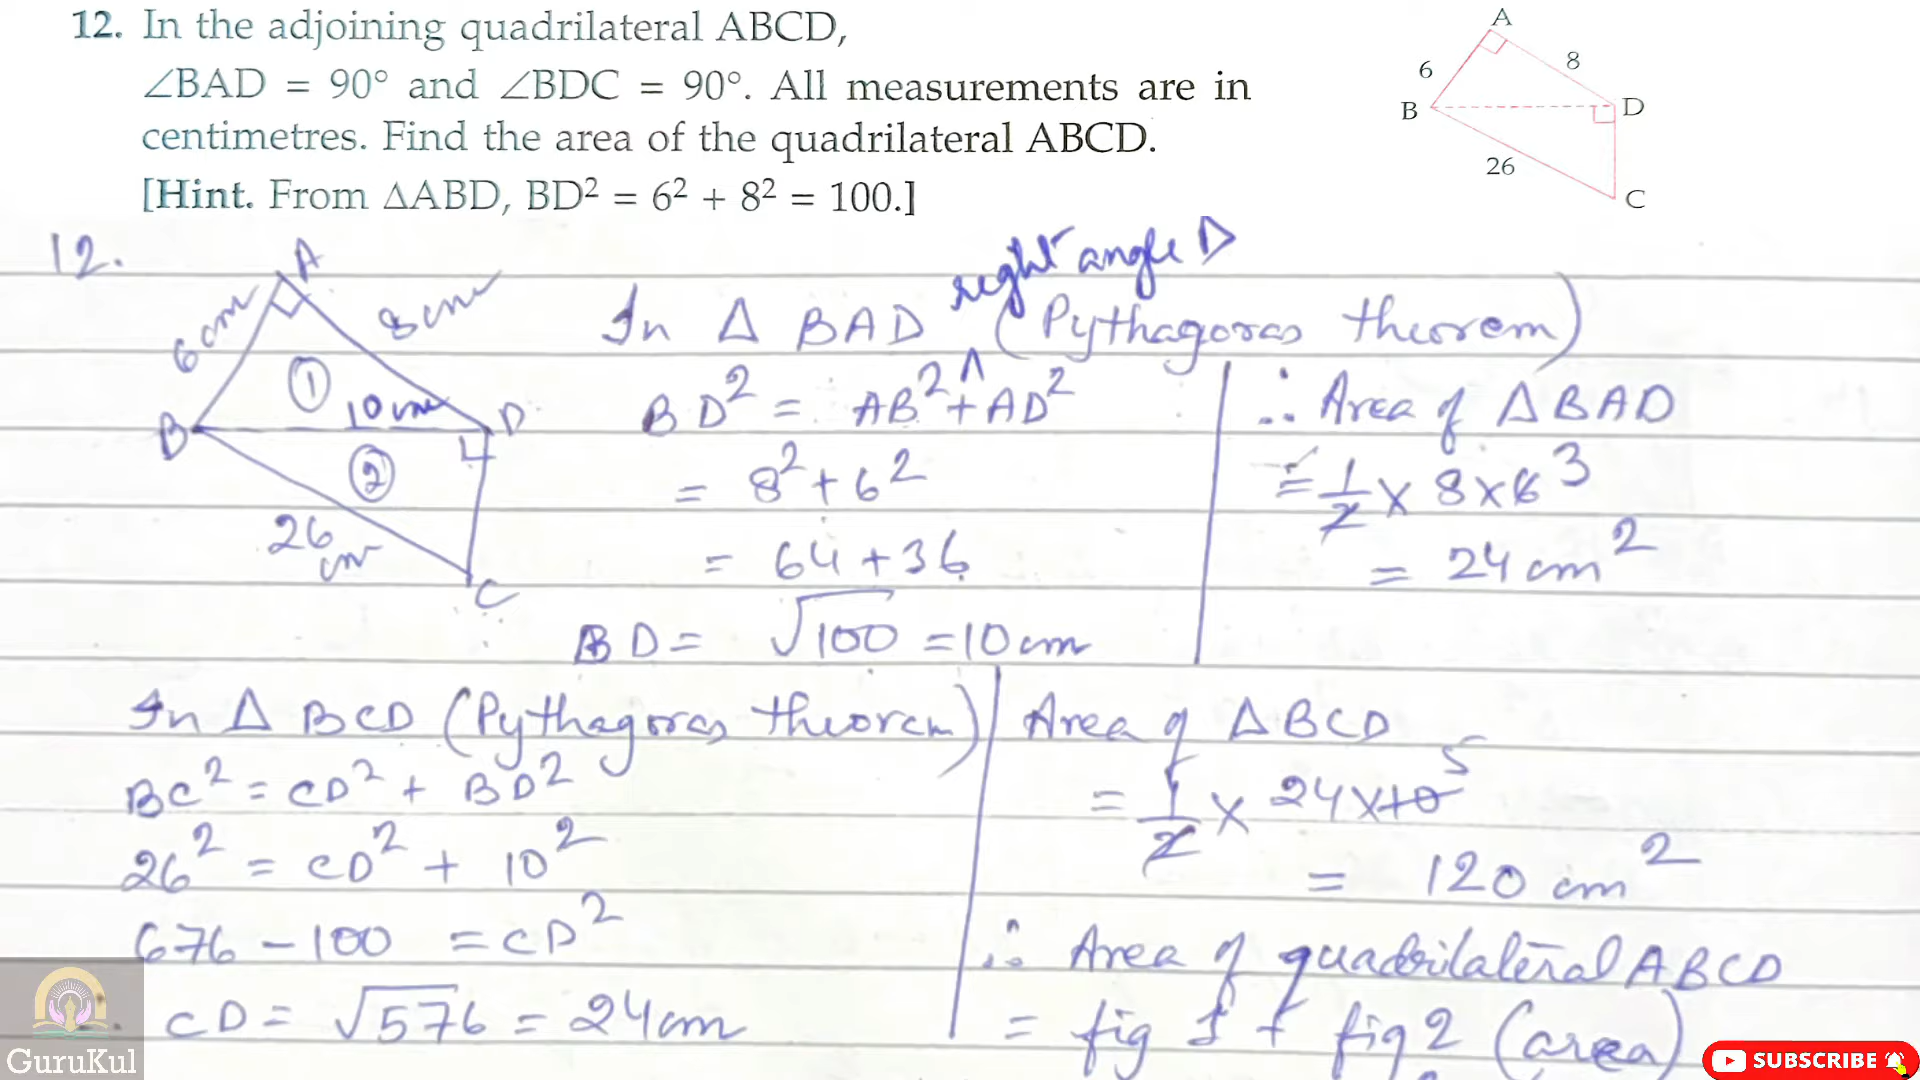 12. In the adjoining quadrilateral ABCD,
∠BAD = 90° and ∠BDC = 90°. All measurements are in
centimetres. Find the area of the quadrilateral ABCD.
[Hint. From ΔABD, BD² = 6² + 8² = 100.]
A
6
8
B
D
26
C
12.
A
6cm
8cm
①
10cm
B
D
②
26
cm
C
right angle Δ
In Δ BAD (Pythagoras theorem)
^
BD² = AB² + AD²
= 8² + 6²
= 64 + 36
BD = √100 = 10cm
∴ Area of ΔBAD
= 1/2 × 8 × 6 3
= 24 cm²
In Δ BCD (Pythagoras theorem)
BC² = CD² + BD²
26² = CD² + 10²
676 - 100 = CD²
CD = √576 = 24cm
Area of ΔBCD
= 1/2 × 24 × 10 5
= 120 cm²
∴ Area of quadrilateral ABCD
= fig 1 + fig 2 (area)
GuruKul
SUBSCRIBE